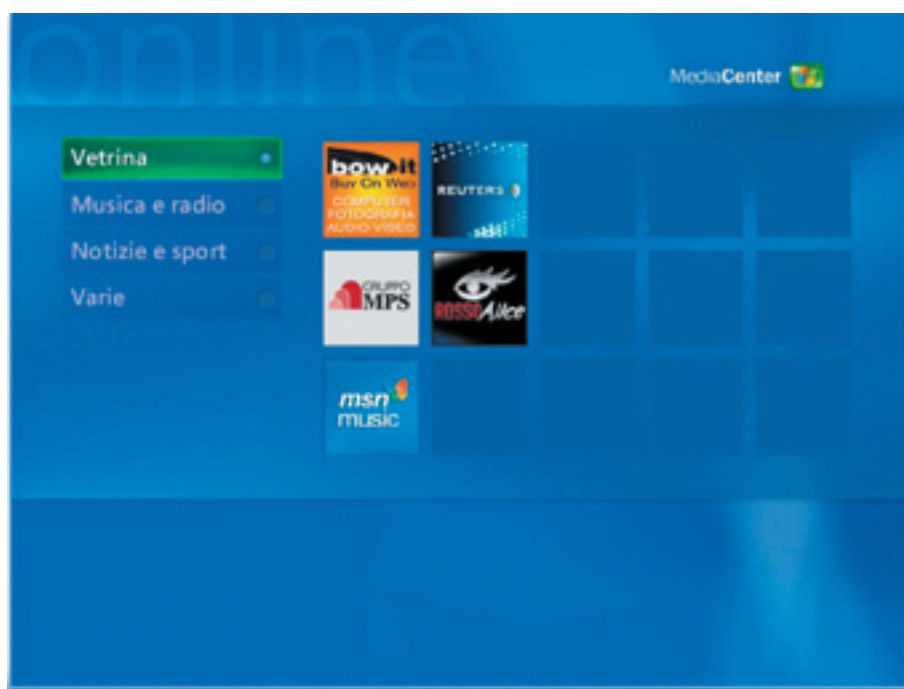 online
MediaCenter
Vetrina
Musica e radio
Notizie e sport
Varie
bow.it
Buy On Web
COMPUTER
FOTOGRAFIA
AUDIO VIDEO
REUTERS
GRUPPO
MPS
ROSSOAlice
msn
music